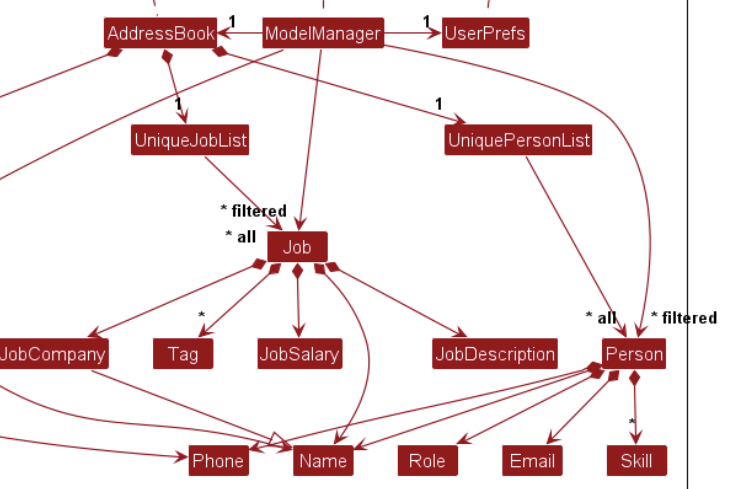 1
1
AddressBook
ModelManager
UserPrefs
1
1
UniqueJobList
UniquePersonList
* filtered
* all
Job
*
* all
* filtered
JobCompany
Tag
JobSalary
JobDescription
Person
*
Phone
Name
Role
Email
Skill